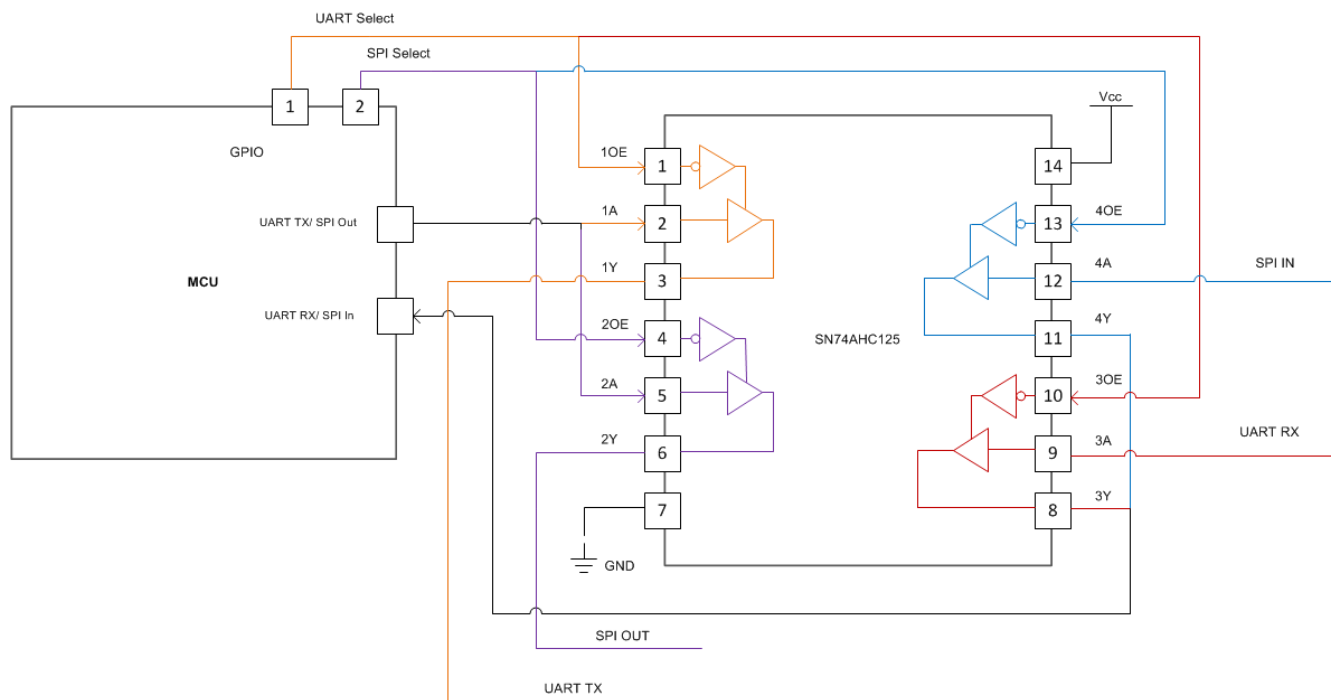 UART Select
SPI Select
1
2
GPIO
Vcc
1OE
1
14
UART TX/ SPI Out
1A
2
4OE
13
MCU
1Y
3
4A
12
SPI IN
UART RX/ SPI In
2OE
4
SN74AHC125
4Y
11
2A
5
3OE
10
2Y
6
3A
9
UART RX
7
3Y
8
GND
SPI OUT
UART TX